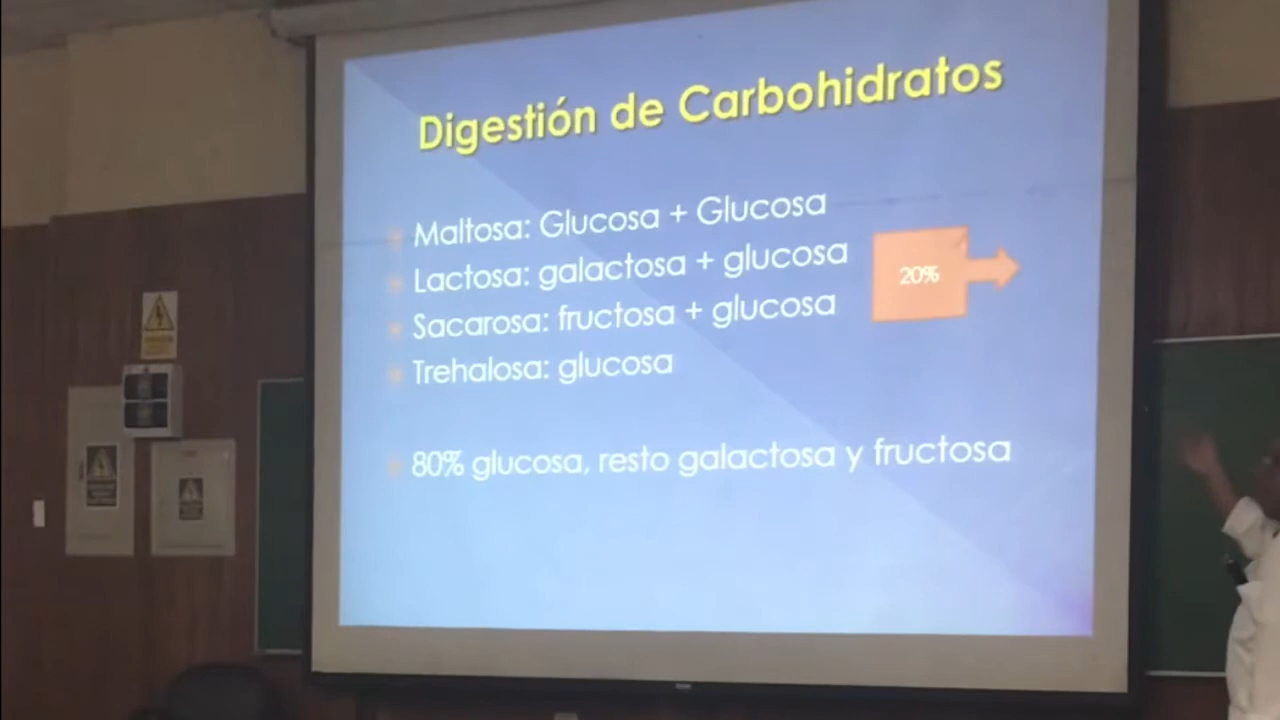 Digestión de Carbohidratos
Maltosa: Glucosa + Glucosa
Lactosa: galactosa + glucosa
20%
Sacarosa: fructosa + glucosa
Trehalosa: glucosa
80% glucosa, resto galactosa y fructosa